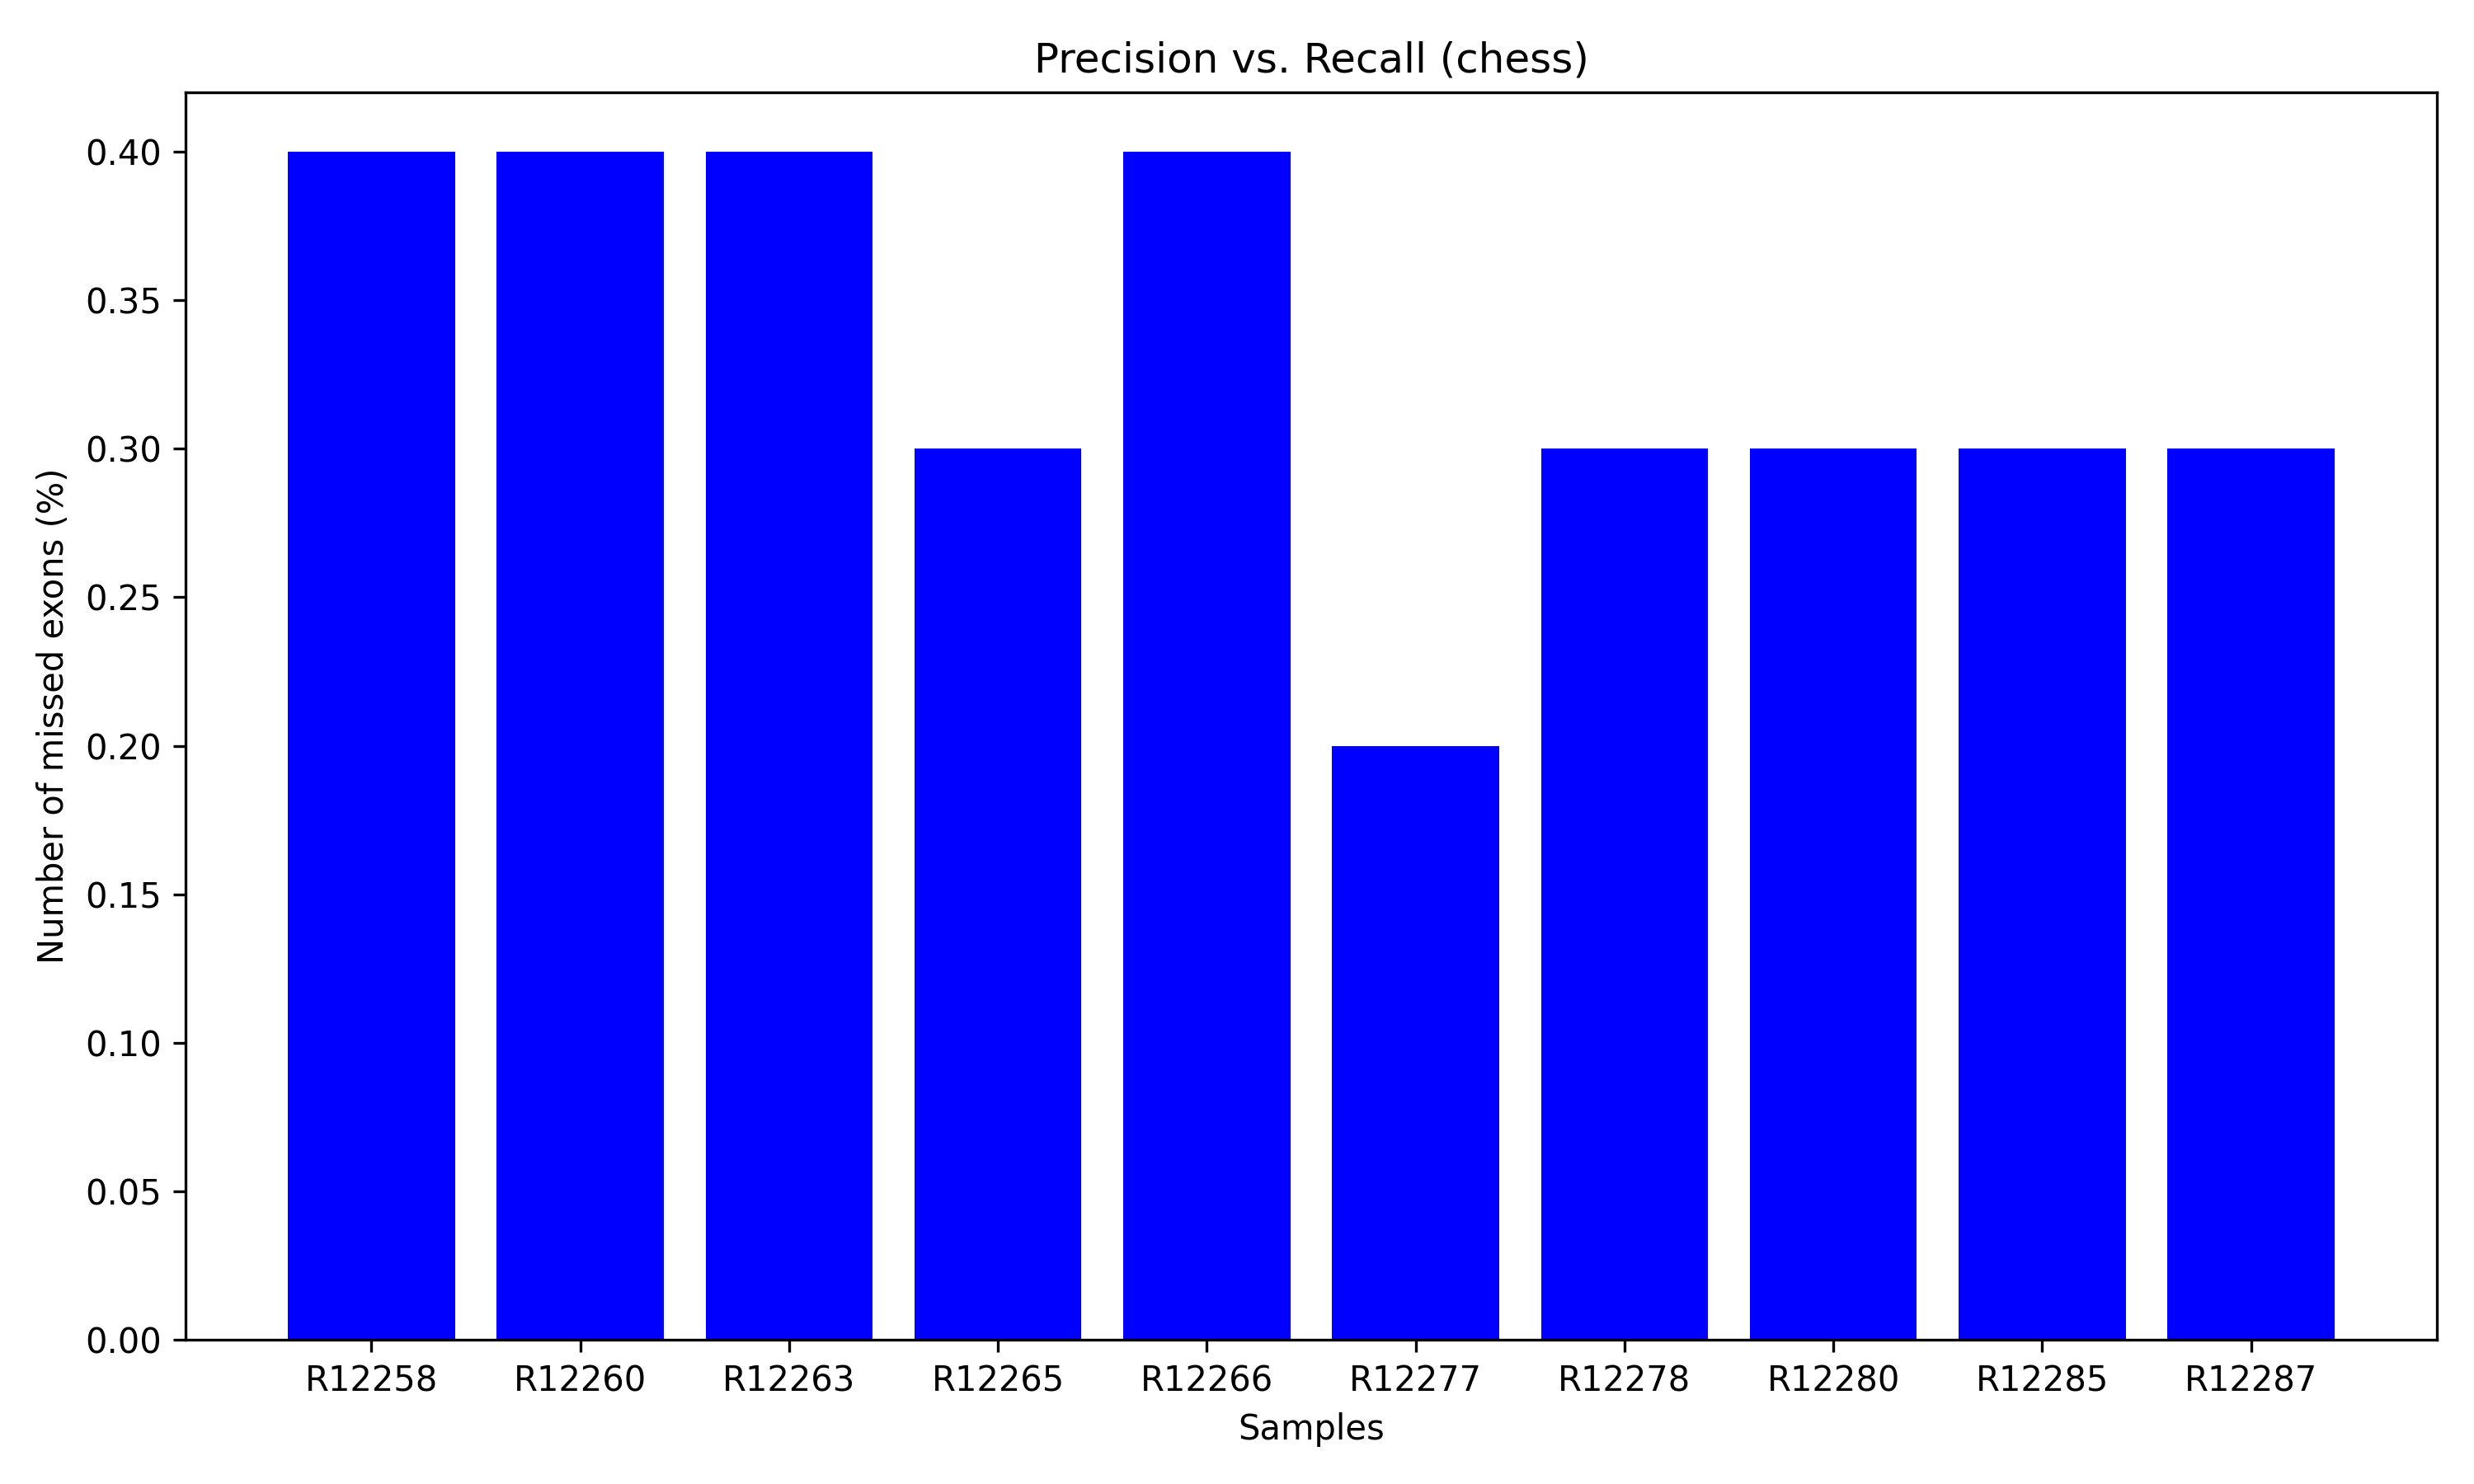 Precision vs. Recall (chess)
0.40
0.35
0.30
0.25
0.20
0.15
0.10
0.05
0.00
Number of missed exons (%)
R12258 R12260 R12263 R12265 R12266 R12277 R12278 R12280 R12285 R12287
Samples